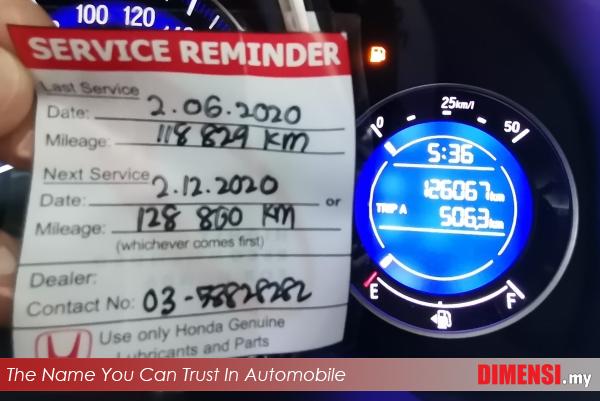 100 120 140
SERVICE REMINDER
Last Service
Date: 2.06.2020
Mileage: 118 829 KM
Next Service
Date: 2.12.2020 or
Mileage: 128 800 KM
(whichever comes first)
Dealer:
Contact No: 03-78828282
Use only Honda Genuine
Lubricants and Parts
25km/l
0 50
5:36
126067km
TRIP A
506.3km
E F
The Name You Can Trust In Automobile
DIMENSI.my